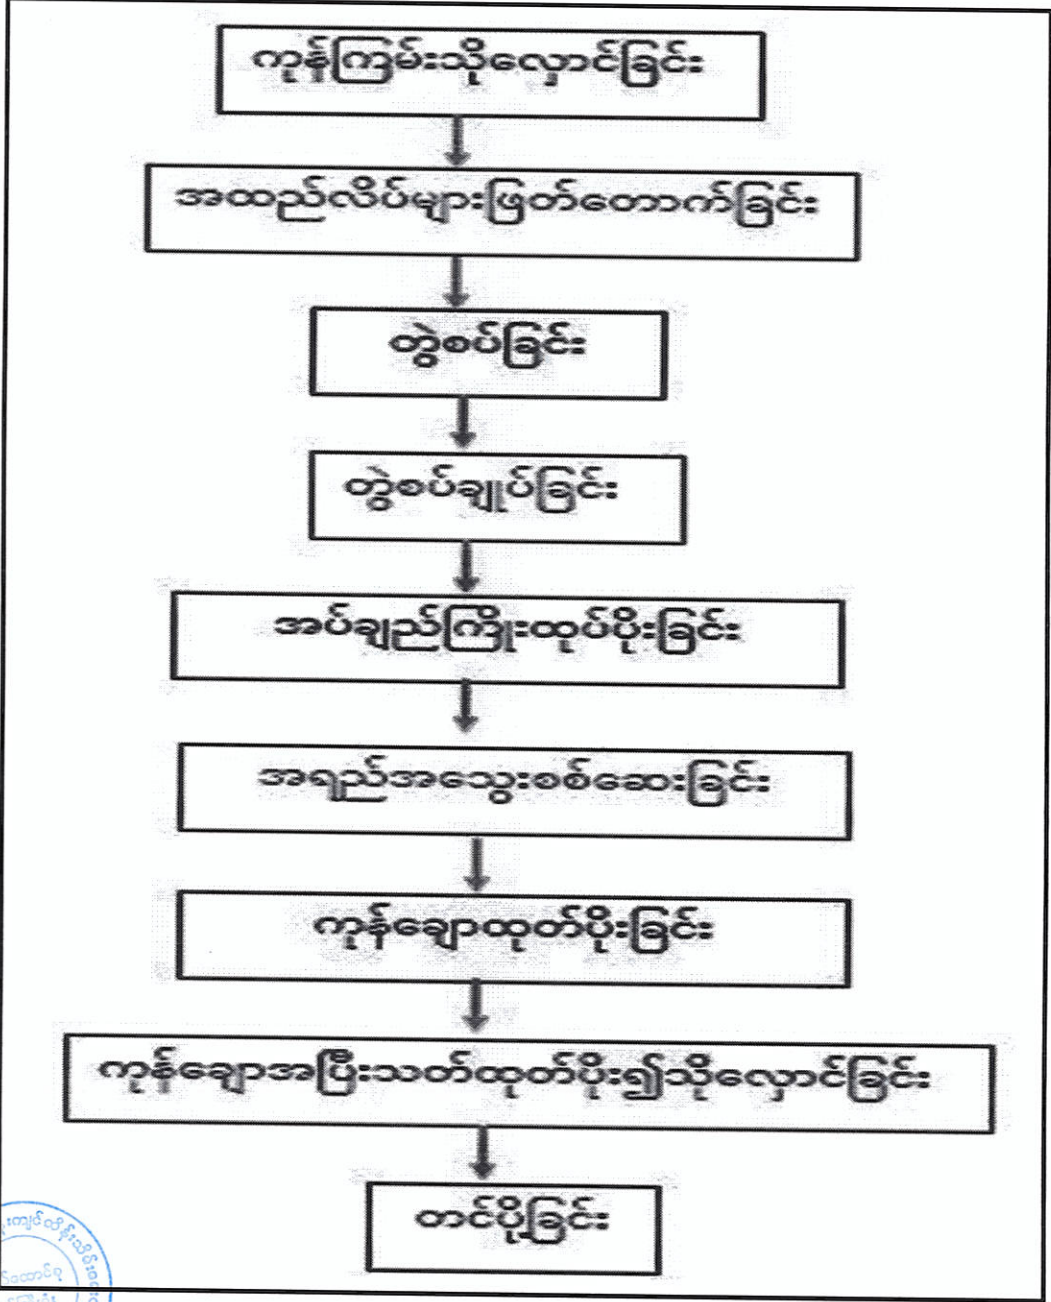 ကုန်ကြမ်းသိုလှောင်ခြင်း
အထည်လိပ်များဖြတ်တောက်ခြင်း
တွဲစပ်ခြင်း
တွဲစပ်ချုပ်ခြင်း
အပ်ချည်ကြိုးထုပ်ပိုးခြင်း
အရည်အသွေးစစ်ဆေးခြင်း
ကုန်ချောထုတ်ပိုးခြင်း
ကုန်ချောအပြီးသတ်ထုတ်ပိုး၍သိုလှောင်ခြင်း
တင်ပို့ခြင်း